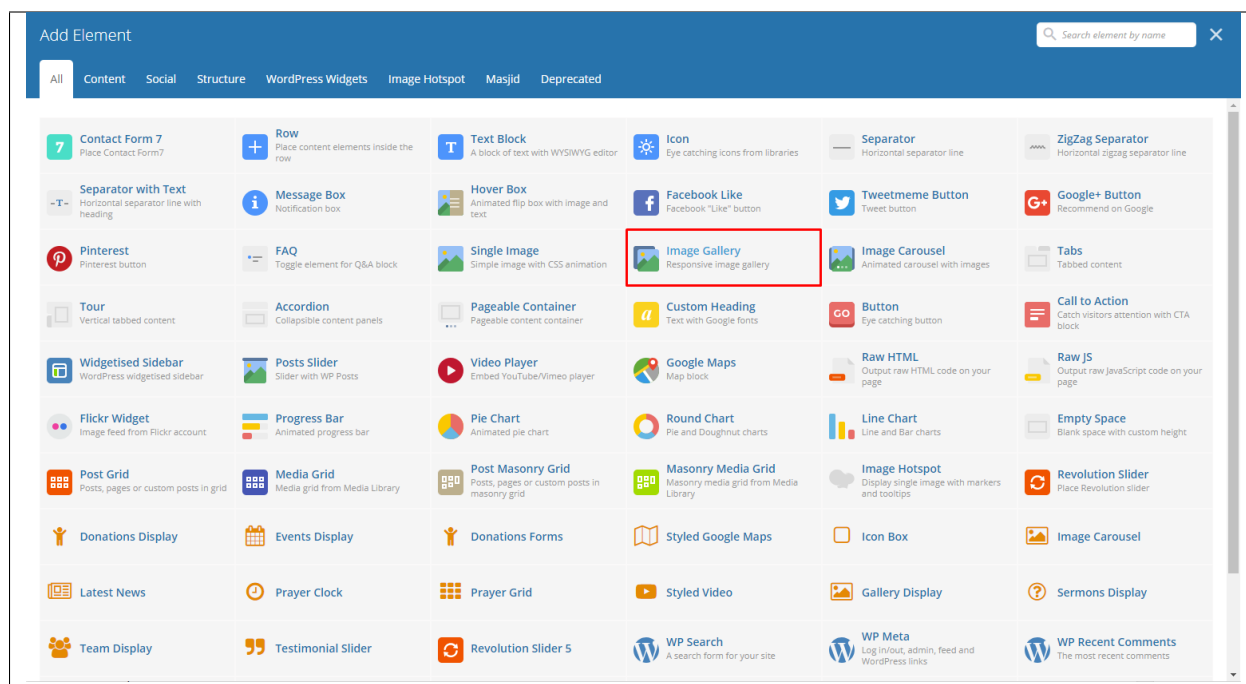 Add Element
Search element by name
All Content Social Structure WordPress Widgets Image Hotspot Masjid Deprecated
7
Contact Form 7
Place Contact Form7
Row
Place content elements inside the
row
T
Text Block
A block of text with WYSIWYG editor
Icon
Eye catching icons from libraries
Separator
Horizontal separator line
ZigZag Separator
Horizontal zigzag separator line
-T-
Separator with Text
Horizontal separator line with
heading
i
Message Box
Notification box
Hover Box
Animated flip box with image and
text
f
Facebook Like
Facebook "Like" button
Tweetmeme Button
Tweet button
G+
Google+ Button
Recommend on Google
Pinterest
Pinterest button
FAQ
Toggle element for Q&A block
Single Image
Simple image with CSS animation
Image Gallery
Responsive image gallery
Image Carousel
Animated carousel with images
Tabs
Tabbed content
Tour
Vertical tabbed content
Accordion
Collapsible content panels
Pageable Container
Pageable content container
a
Custom Heading
Text with Google fonts
GO
Button
Eye catching button
Call to Action
Catch visitors attention with CTA
block
Widgetised Sidebar
WordPress widgetised sidebar
Posts Slider
Slider with WP Posts
Video Player
Embed YouTube/Vimeo player
Google Maps
Map block
Raw HTML
Output raw HTML code on your
page
Raw JS
Output raw JavaScript code on your
page
Flickr Widget
Image feed from Flickr account
Progress Bar
Animated progress bar
Pie Chart
Animated pie chart
Round Chart
Pie and Doughnut charts
Line Chart
Line and Bar charts
Empty Space
Blank space with custom height
Post Grid
Posts, pages or custom posts in grid
Media Grid
Media grid from Media Library
Post Masonry Grid
Posts, pages or custom posts in
masonry grid
Masonry Media Grid
Masonry media grid from Media
Library
Image Hotspot
Display single image with markers
and tooltips
Revolution Slider
Place Revolution slider
Donations Display
Events Display
Donations Forms
Styled Google Maps
Icon Box
Image Carousel
Latest News
Prayer Clock
Prayer Grid
Styled Video
Gallery Display
Sermons Display
Team Display
Testimonial Slider
Revolution Slider 5
WP Search
A search form for your site
WP Meta
Log in/out, admin, feed and
WordPress links
WP Recent Comments
The most recent comments